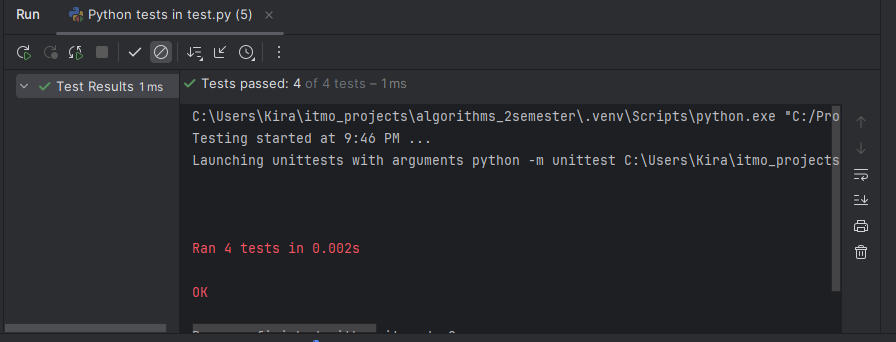 Run Python tests in test.py (5)
Test Results 1 ms
Tests passed: 4 of 4 tests – 1 ms
C:\Users\Kira\itmo_projects\algorithms_2semester\.venv\Scripts\python.exe "C:/Pro
Testing started at 9:46 PM ...
Launching unittests with arguments python -m unittest C:\Users\Kira\itmo_projects
Ran 4 tests in 0.002s
OK